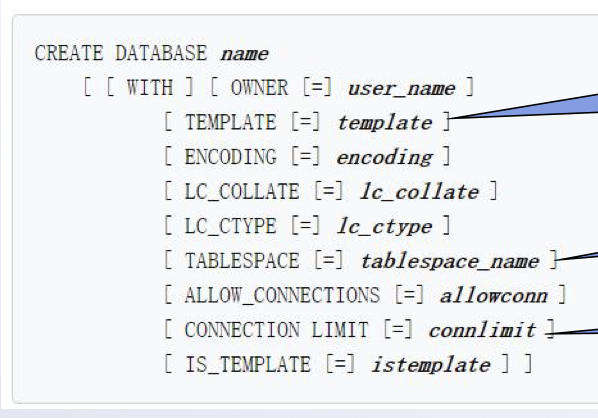 CREATE DATABASE name
[ [ WITH ] [ OWNER [=] user_name ]
[ TEMPLATE [=] template ]
[ ENCODING [=] encoding ]
[ LC_COLLATE [=] lc_collate ]
[ LC_CTYPE [=] lc_ctype ]
[ TABLESPACE [=] tablespace_name ]
[ ALLOW_CONNECTIONS [=] allowconn ]
[ CONNECTION LIMIT [=] connlimit ]
[ IS_TEMPLATE [=] istemplate ] ]